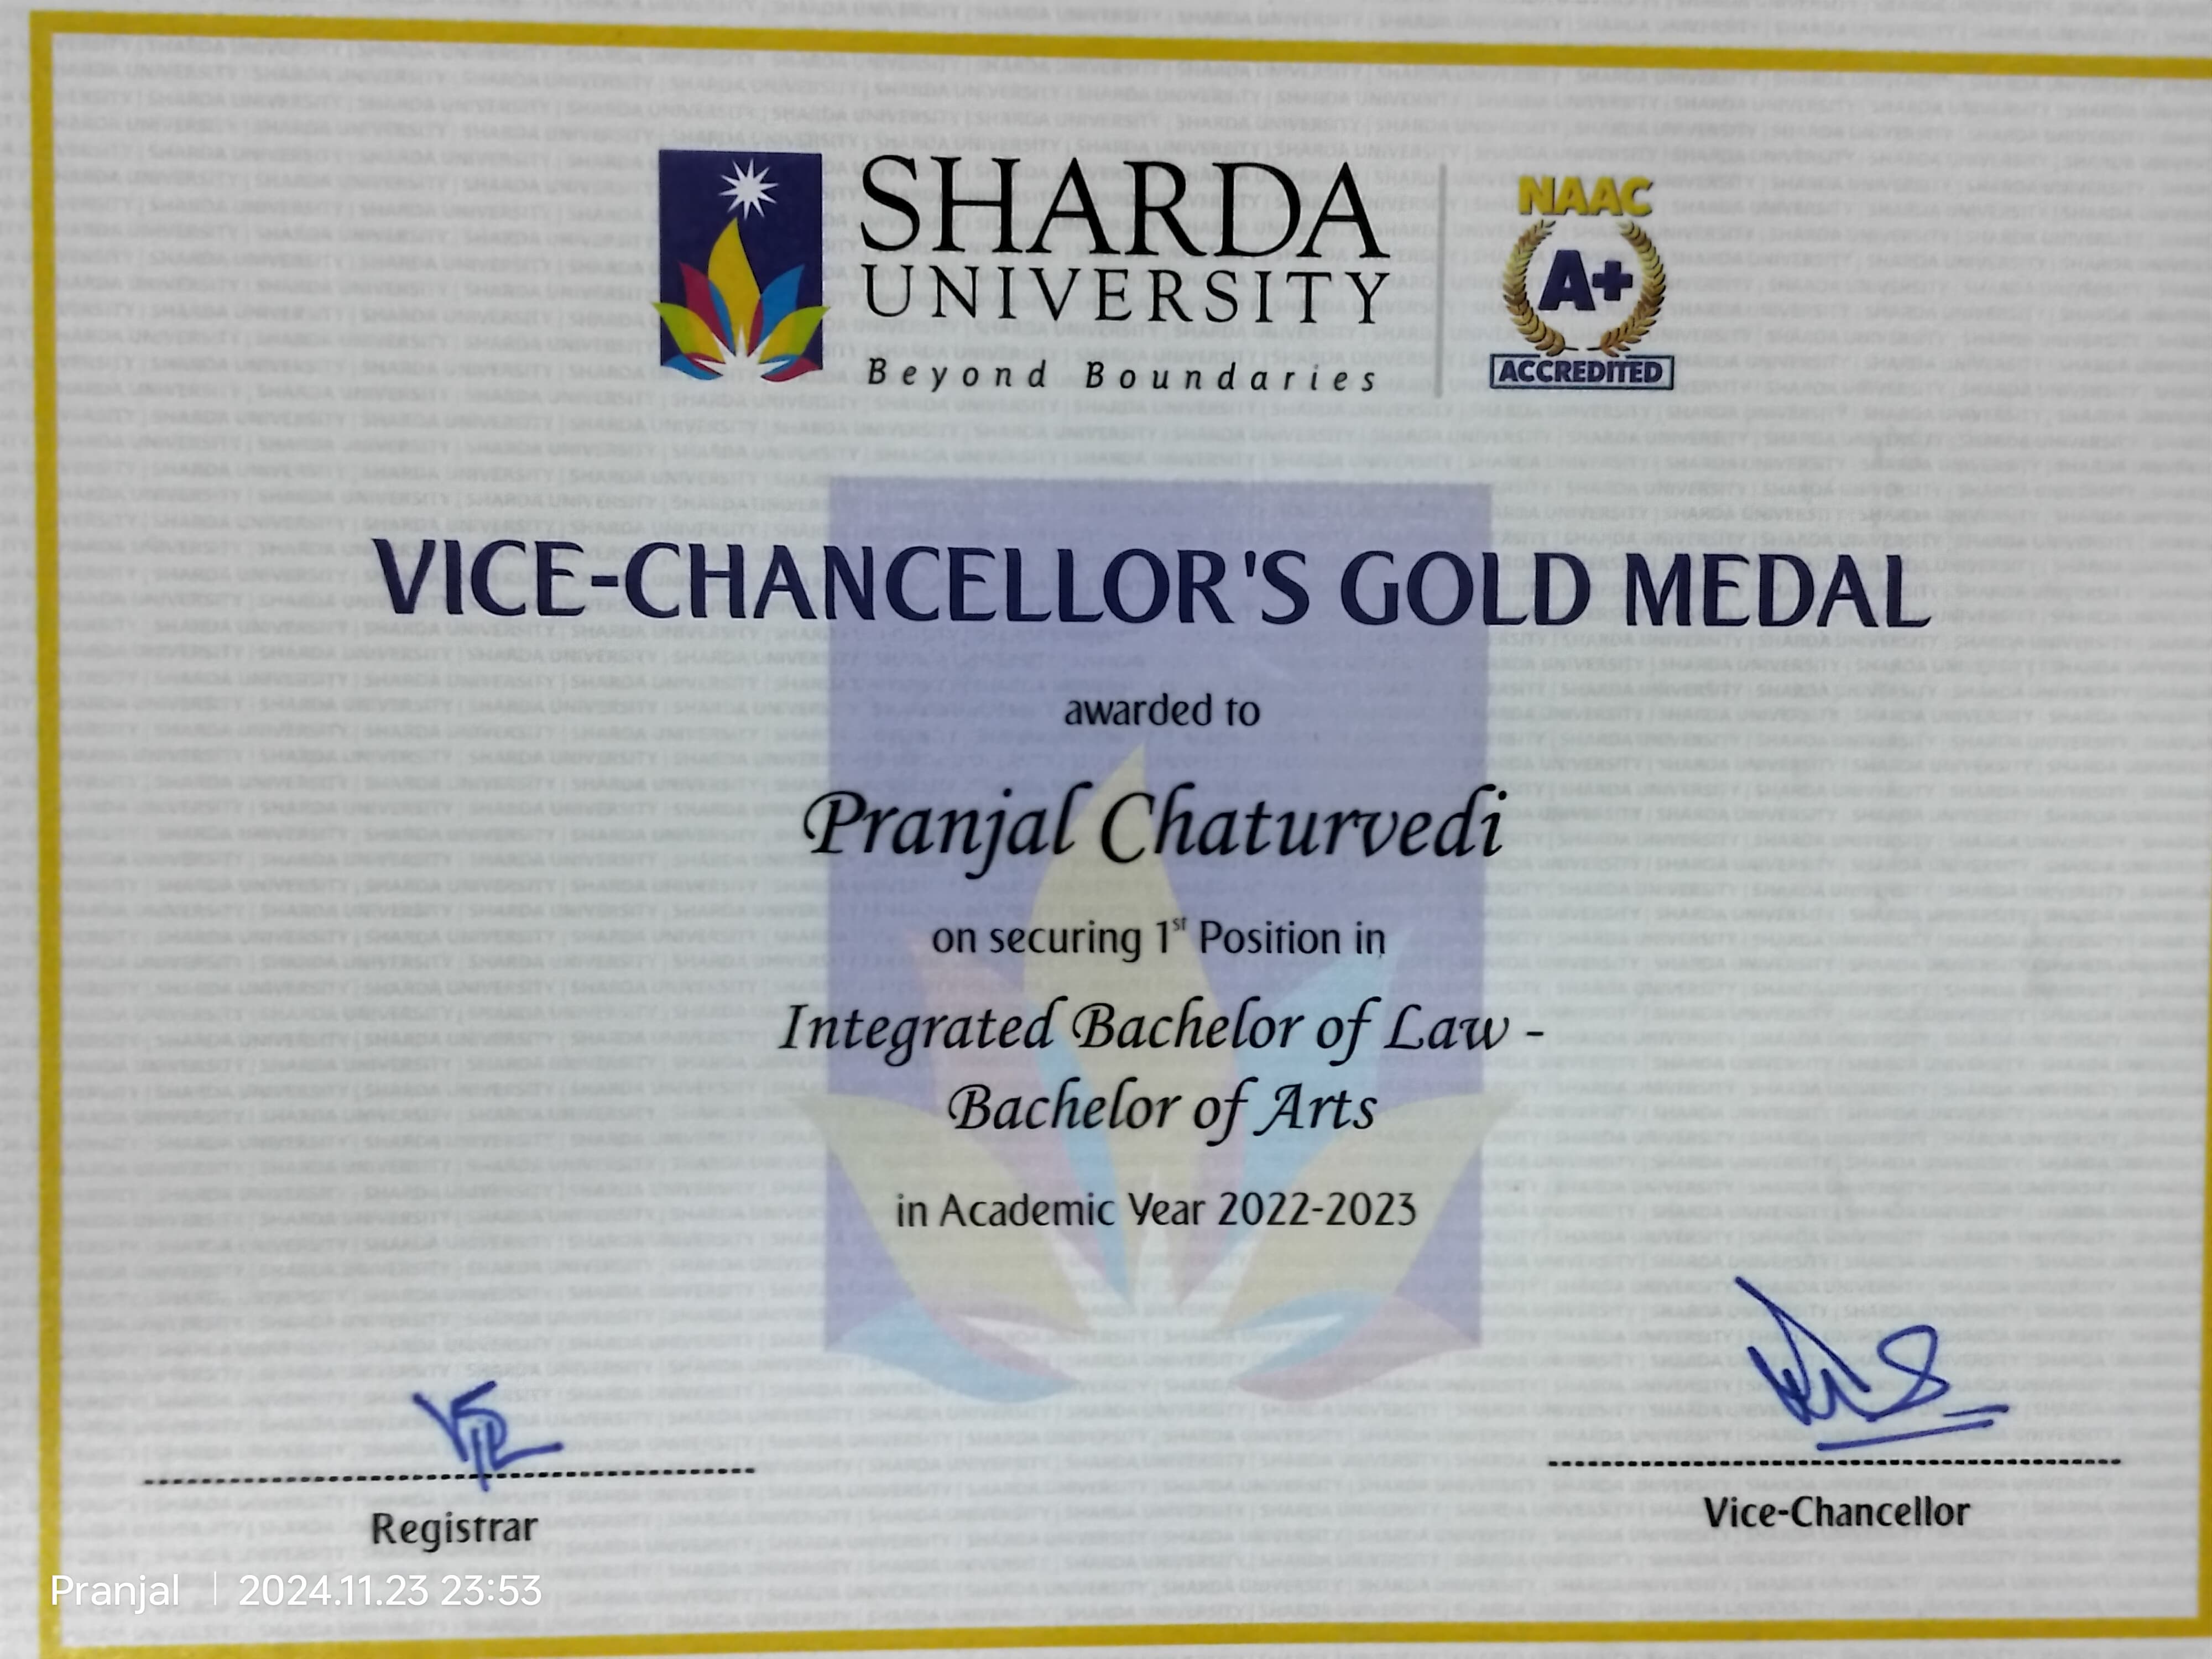 SHARDA
UNIVERSITY
Beyond Boundaries
NAAC
A+
ACCREDITED
VICE-CHANCELLOR'S GOLD MEDAL
awarded to
Pranjal Chaturvedi
on securing 1st Position in
Integrated Bachelor of Law -
Bachelor of Arts
in Academic Year 2022-2023
Registrar
Vice-Chancellor
Pranjal | 2024.11.23 23:53